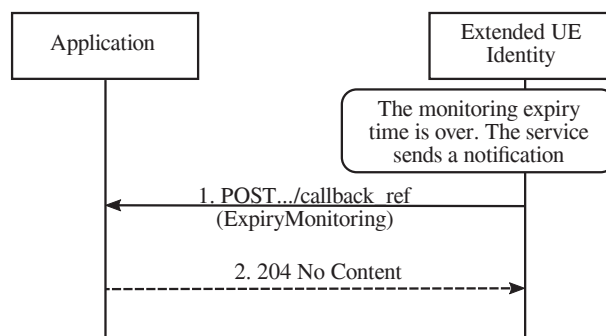 Application
Extended UE
Identity
The monitoring expiry
time is over. The service
sends a notification
1. POST.../callback_ref
(ExpiryMonitoring)
2. 204 No Content